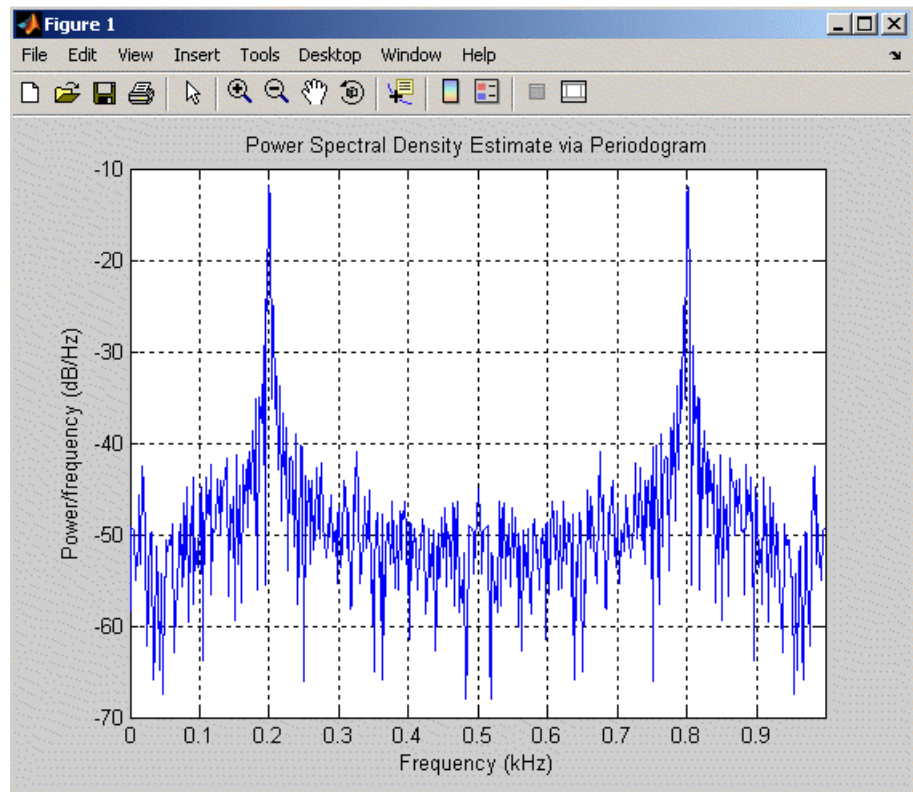 Figure 1
File Edit View Insert Tools Desktop Window Help
Power Spectral Density Estimate via Periodogram
-10
-20
-30
-40
-50
-60
-70
Power/frequency (dB/Hz)
0 0.1 0.2 0.3 0.4 0.5 0.6 0.7 0.8 0.9
Frequency (kHz)